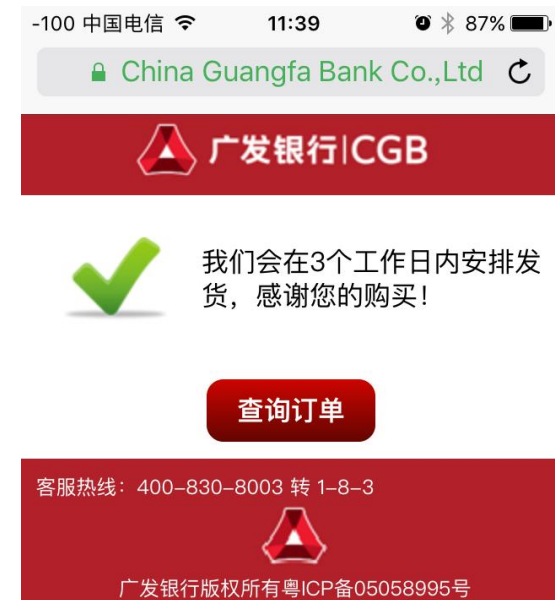 -100 中国电信 11:39 87%
China Guangfa Bank Co.,Ltd
广发银行|CGB
我们会在3个工作日内安排发
货，感谢您的购买！
查询订单
客服热线：400-830-8003 转 1-8-3
广发银行版权所有粤ICP备05058995号